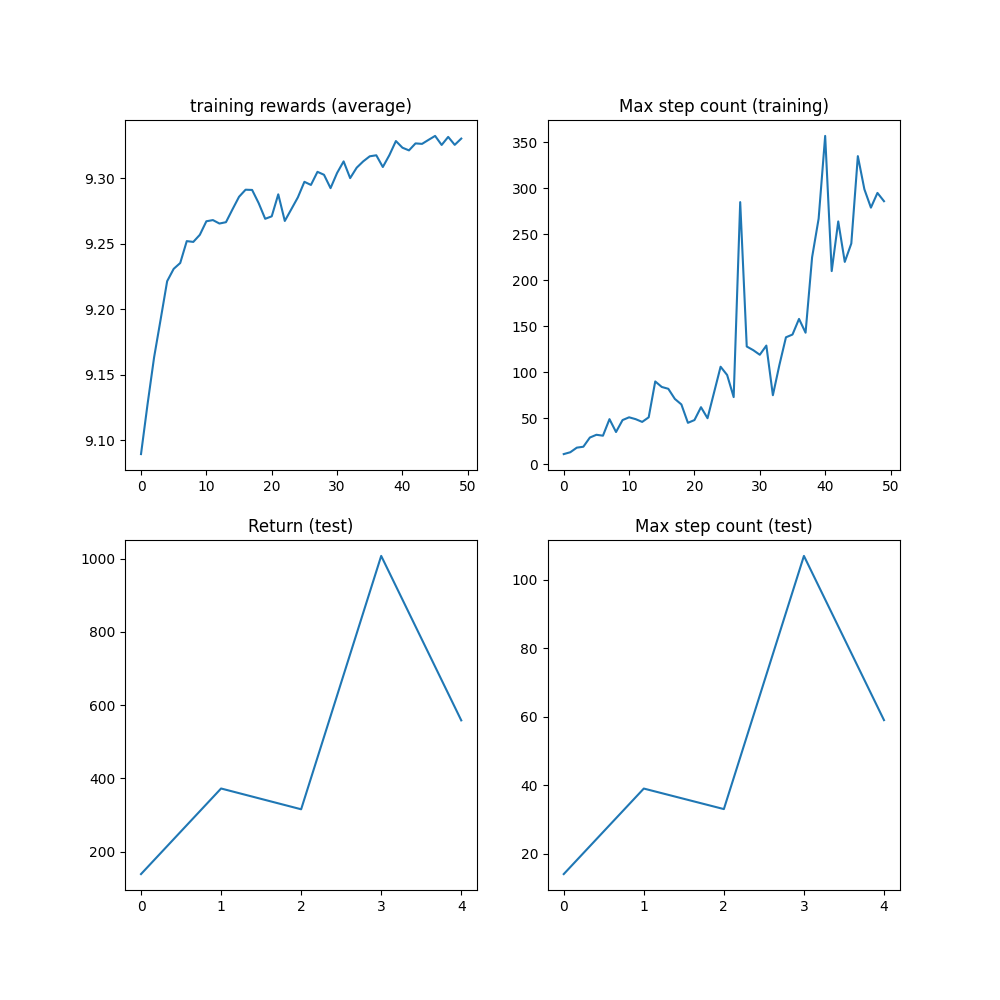 training rewards (average)
9.30
9.25
9.20
9.15
9.10
0 10 20 30 40 50
Max step count (training)
350
300
250
200
150
100
50
0
0 10 20 30 40 50
Return (test)
1000
800
600
400
200
0 1 2 3 4
Max step count (test)
100
80
60
40
20
0 1 2 3 4